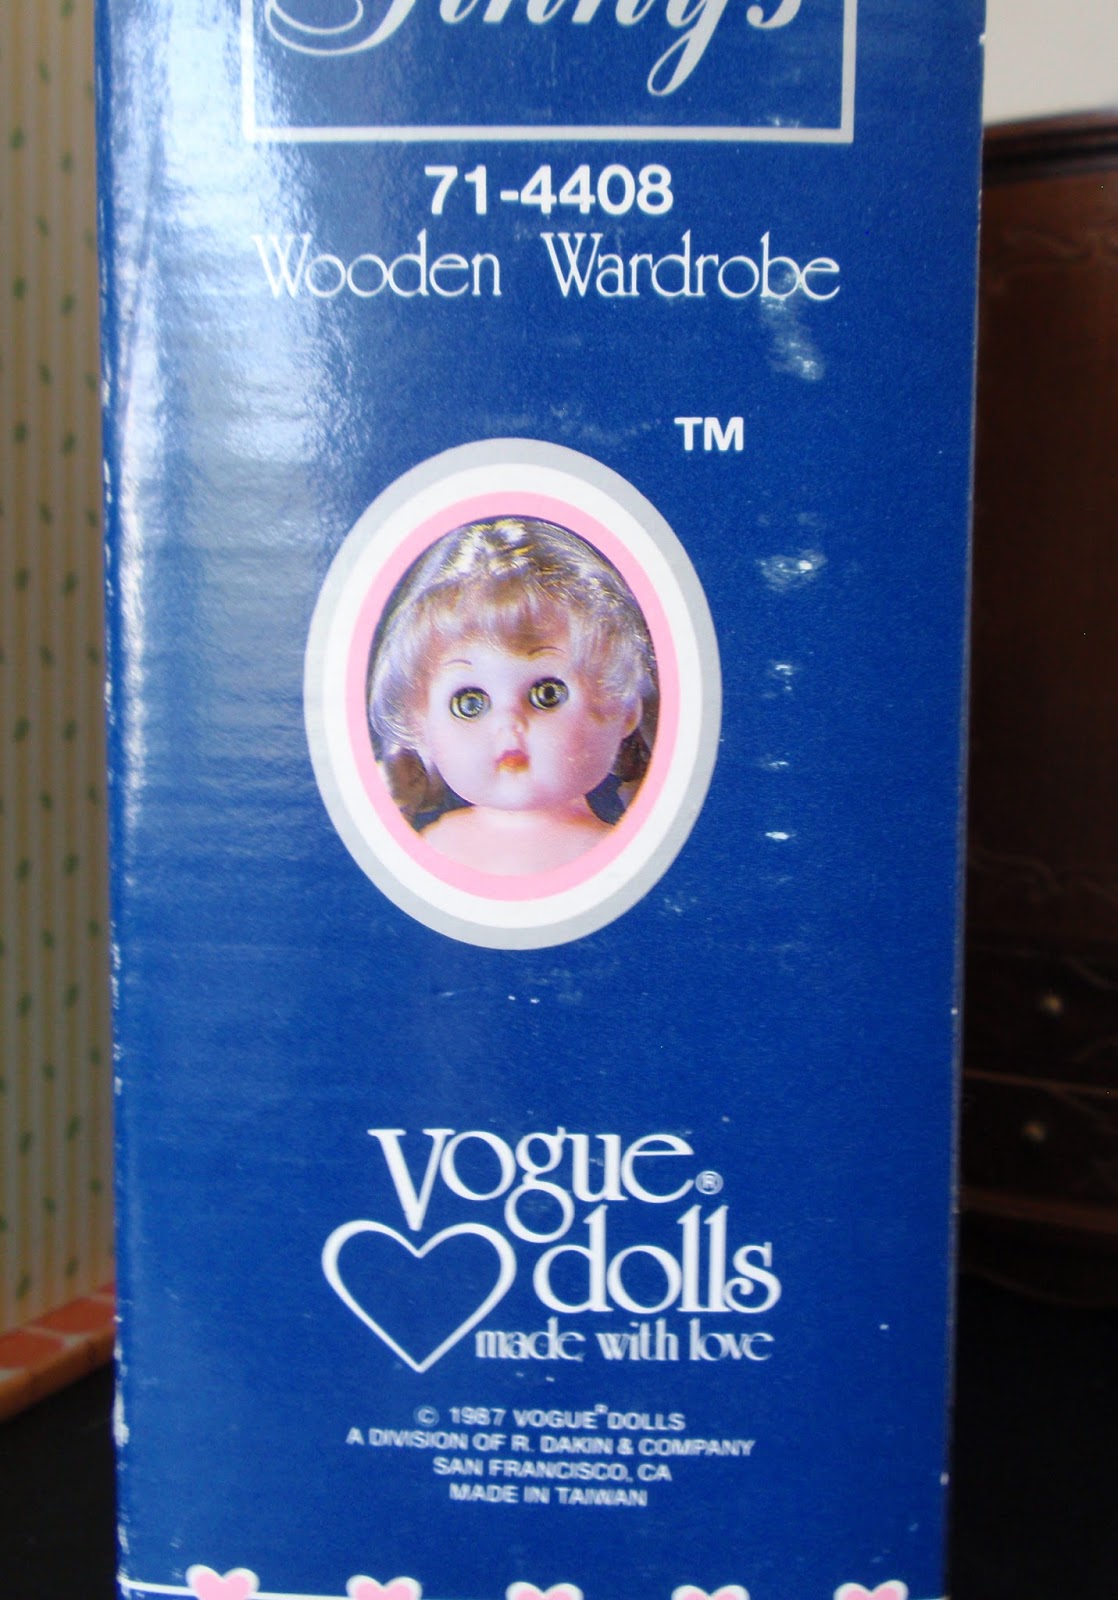 Ginny's
71-4408
Wooden Wardrobe
TM
Vogue®
dolls
made with love
© 1987 VOGUE® DOLLS
A DIVISION OF R. DAKIN & COMPANY
SAN FRANCISCO, CA
MADE IN TAIWAN